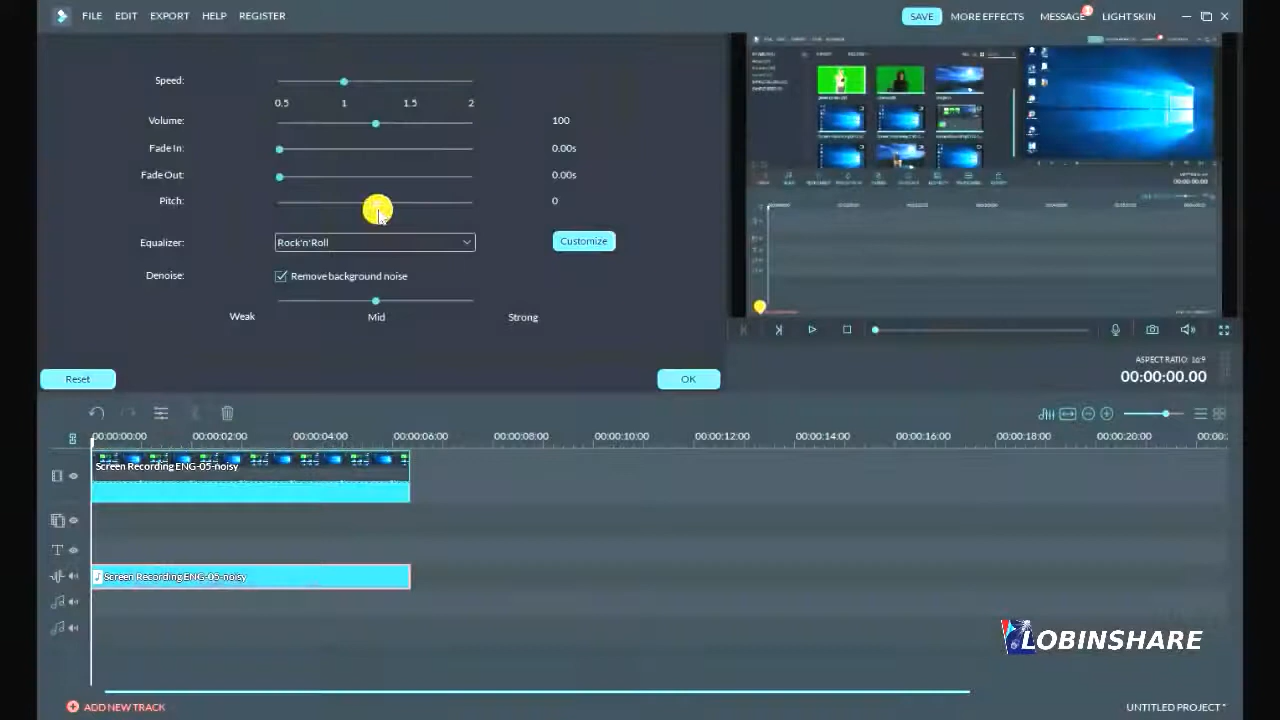 FILE EDIT EXPORT HELP REGISTER SAVE MORE EFFECTS MESSAGE LIGHT SKIN
Speed:
0.5 1 1.5 2
Volume: 100
Fade In: 0.00s
Fade Out: 0.00s
Pitch: 0
Equalizer: Rock'n'Roll Customize
Denoise: Remove background noise
Weak Mid Strong
ASPECT RATIO: 16:9
00:00:00.00
Reset OK
00:00:00:00 00:00:02:00 00:00:04:00 00:00:06:00 00:00:08:00 00:00:10:00 00:00:12:00 00:00:14:00 00:00:16:00 00:00:18:00 00:00:20:00 00:00:
Screen Recording ENG-05-noisy
Screen Recording ENG-05-noisy
LOBINSHARE
ADD NEW TRACK UNTITLED PROJECT *